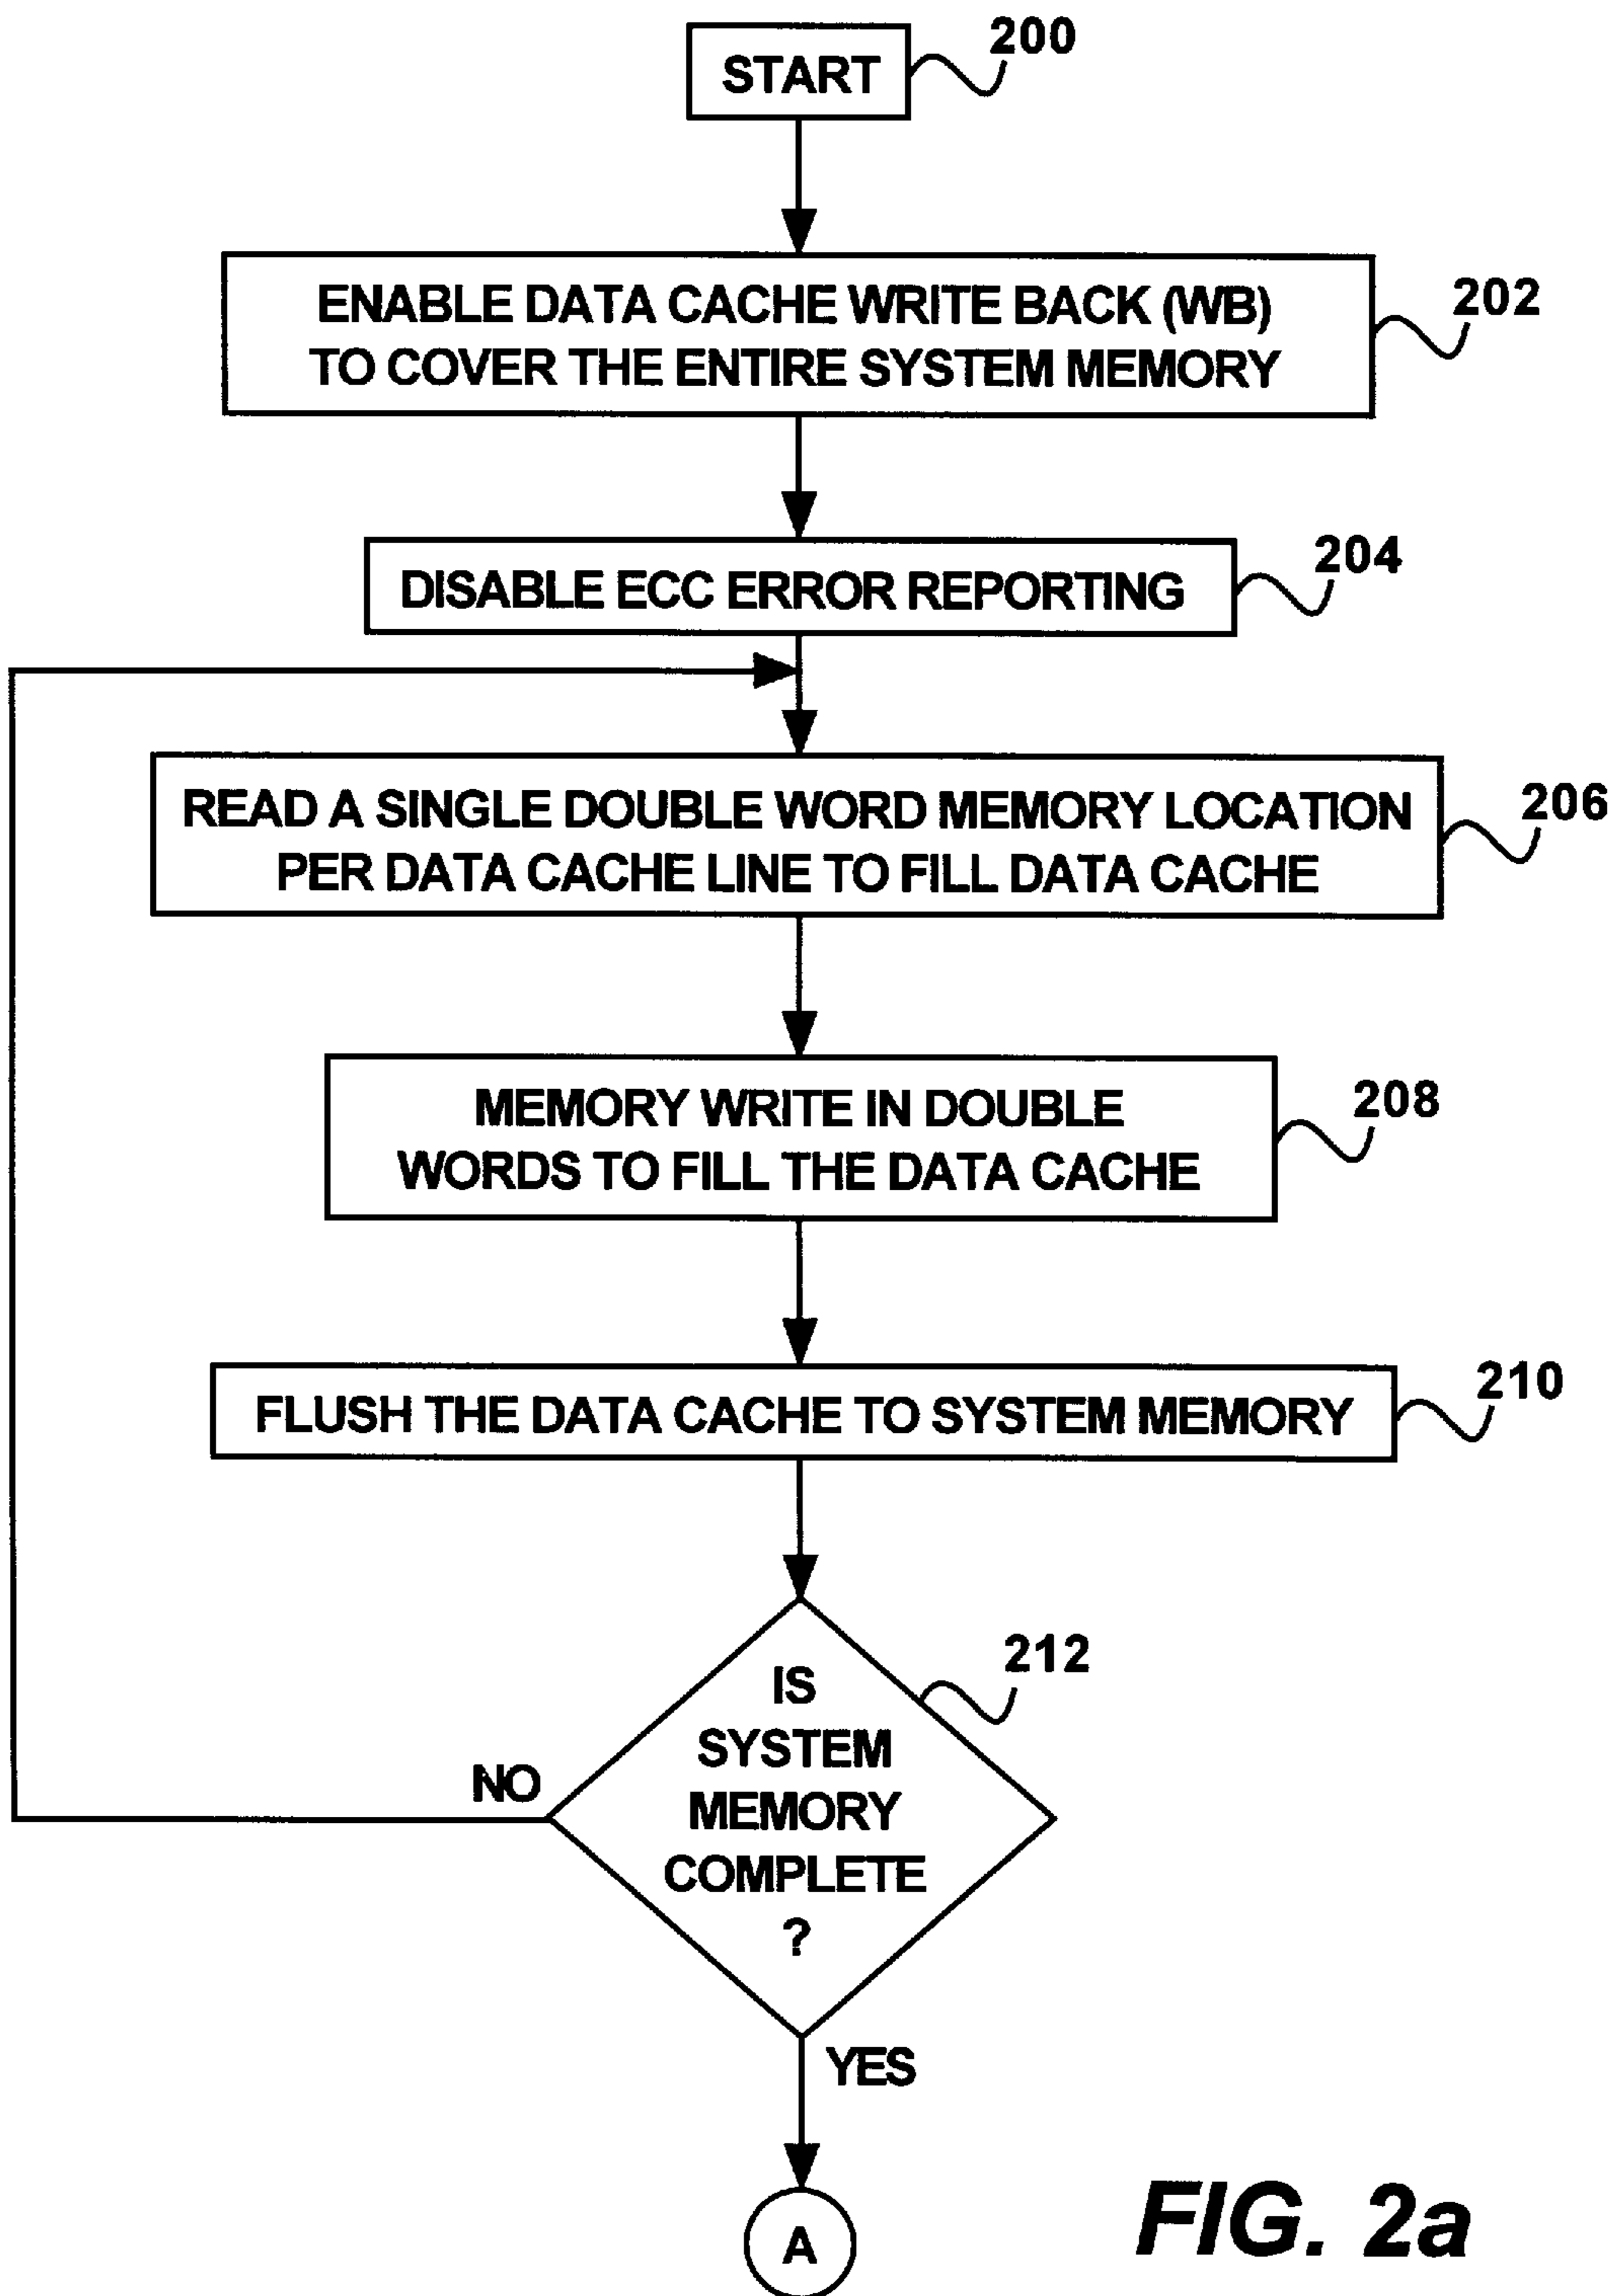 START
200
ENABLE DATA CACHE WRITE BACK (WB)
TO COVER THE ENTIRE SYSTEM MEMORY
202
DISABLE ECC ERROR REPORTING
204
READ A SINGLE DOUBLE WORD MEMORY LOCATION
PER DATA CACHE LINE TO FILL DATA CACHE
206
MEMORY WRITE IN DOUBLE
WORDS TO FILL THE DATA CACHE
208
FLUSH THE DATA CACHE TO SYSTEM MEMORY
210
IS
SYSTEM
MEMORY
COMPLETE
?
212
NO
YES
A
FIG. 2a